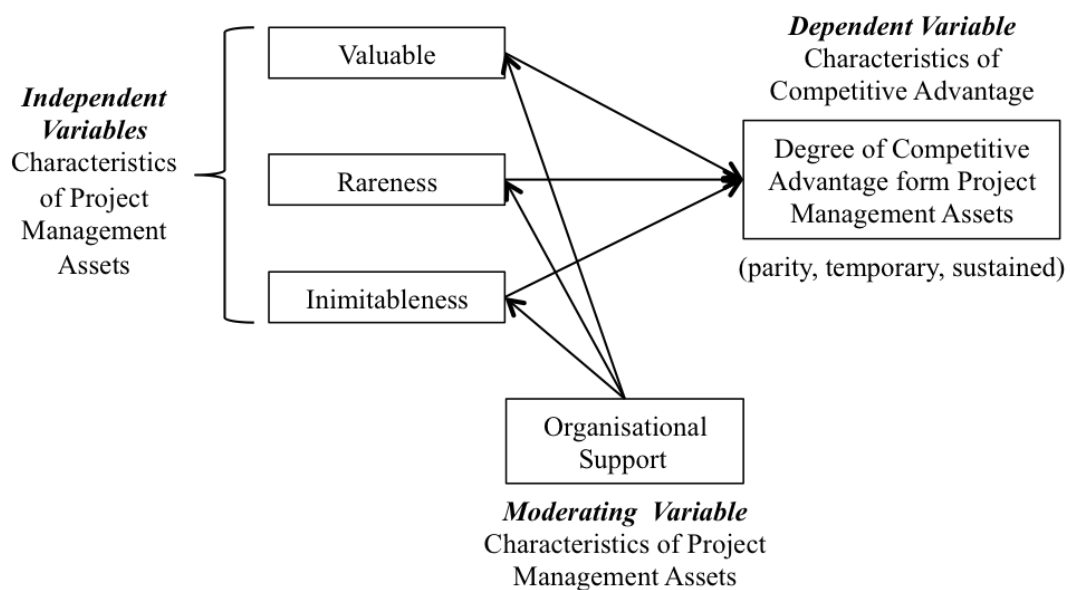 Independent
Variables
Characteristics
of Project
Management
Assets
Valuable
Rareness
Inimitableness
Dependent Variable
Characteristics of
Competitive Advantage
Degree of Competitive
Advantage form Project
Management Assets
(parity, temporary, sustained)
Organisational
Support
Moderating Variable
Characteristics of Project
Management Assets